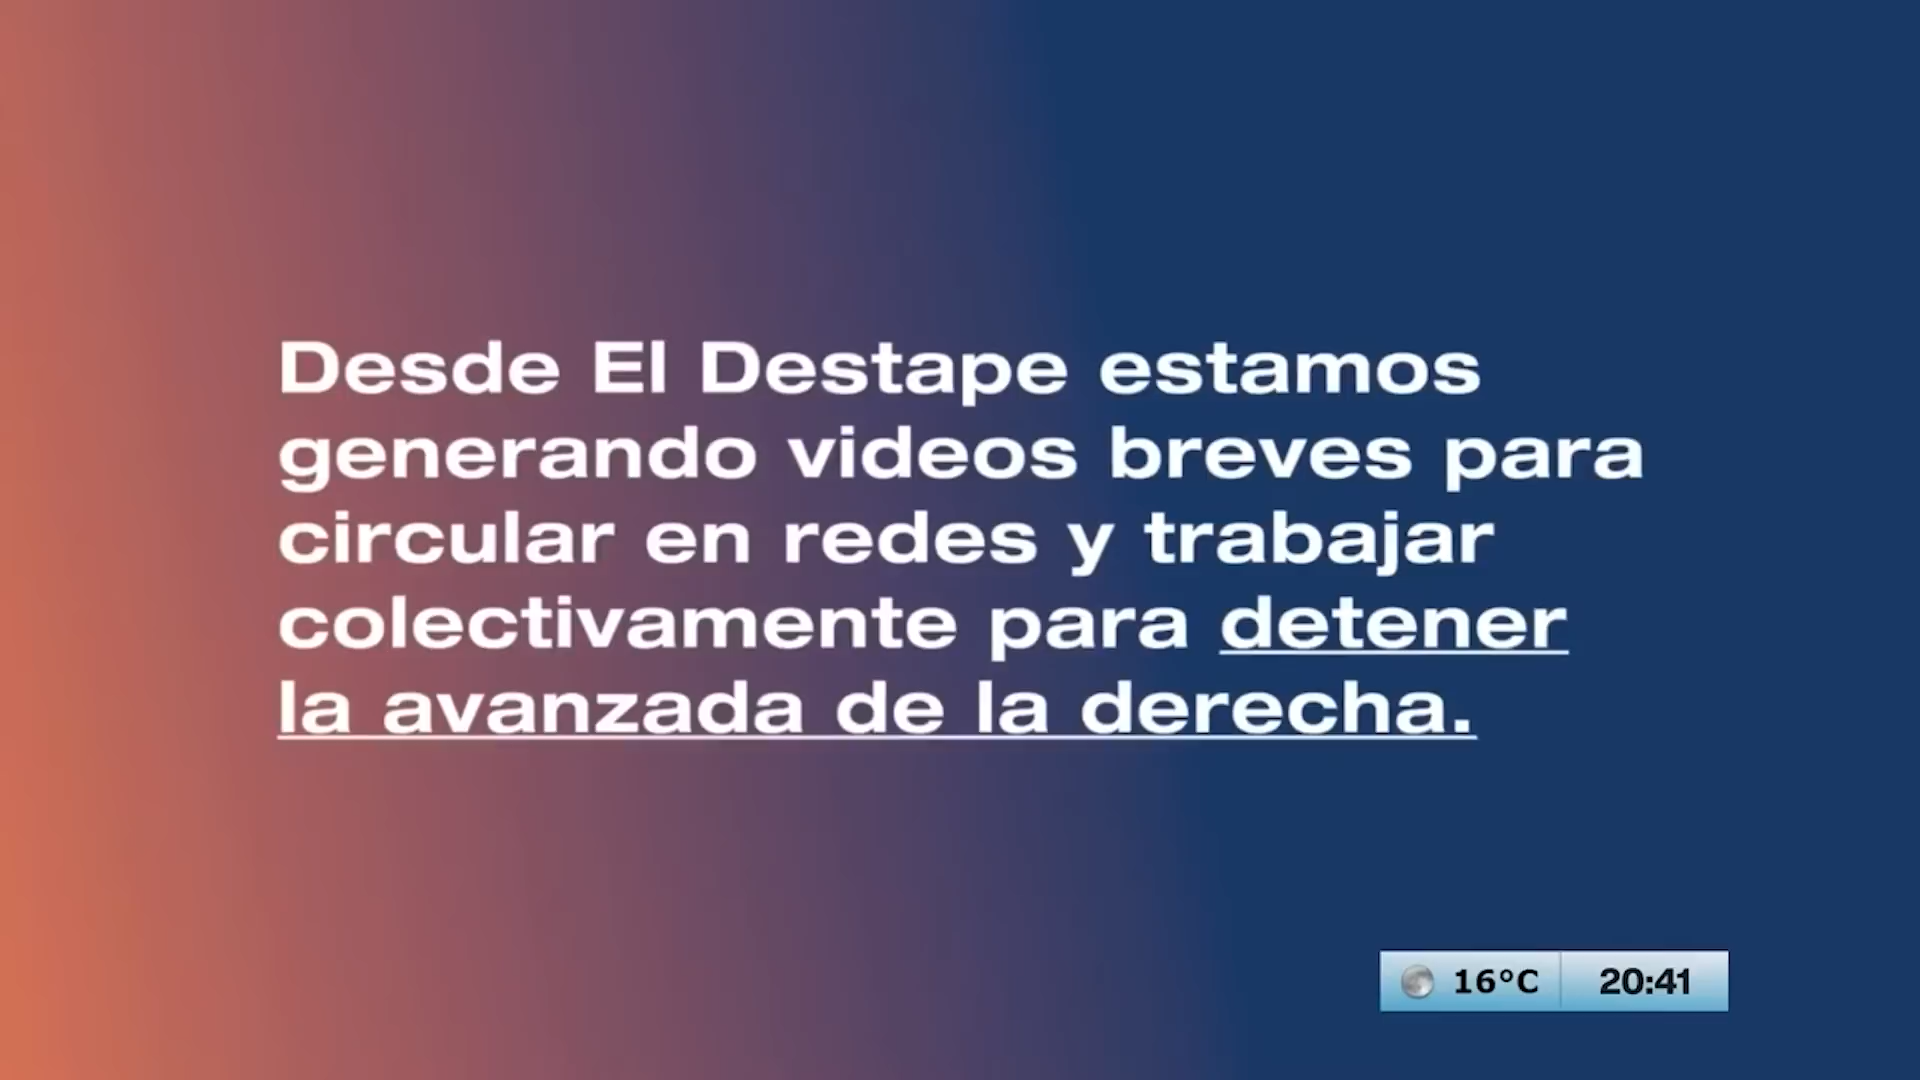 Desde El Destape estamos
generando videos breves para
circular en redes y trabajar
colectivamente para detener
la avanzada de la derecha.
16°C 20:41